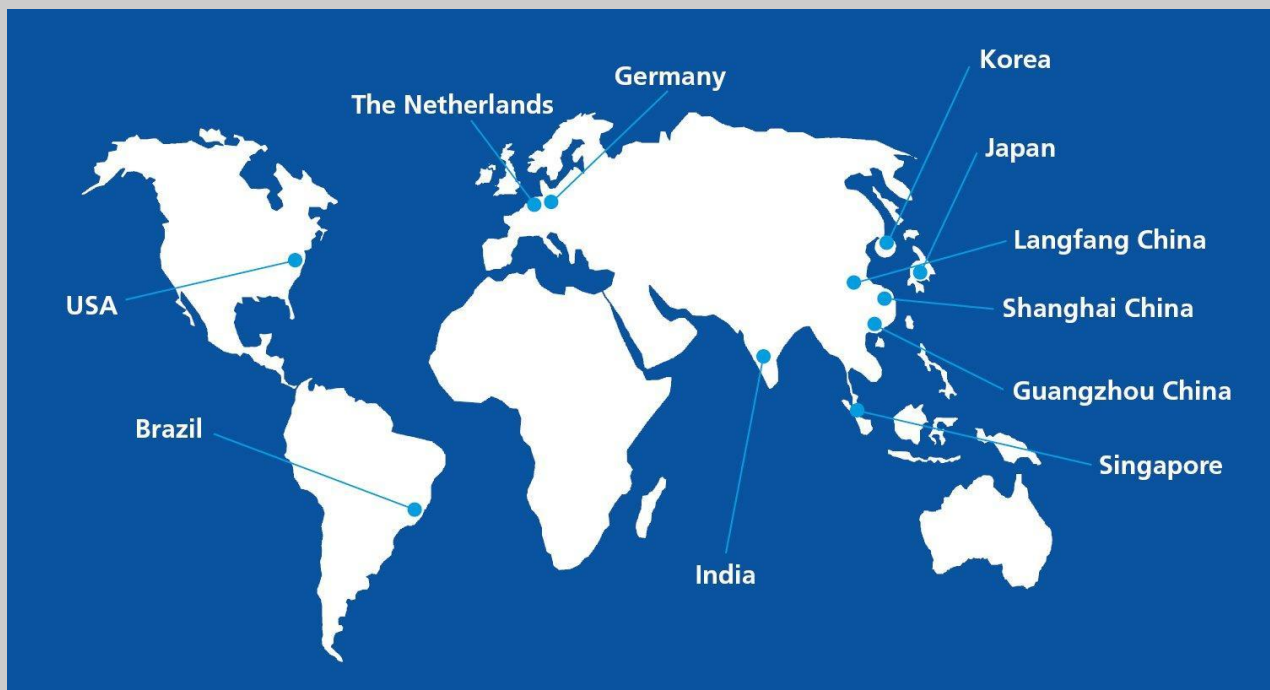 Korea
Germany
The Netherlands
Japan
Langfang China
USA
Shanghai China
Guangzhou China
Brazil
Singapore
India